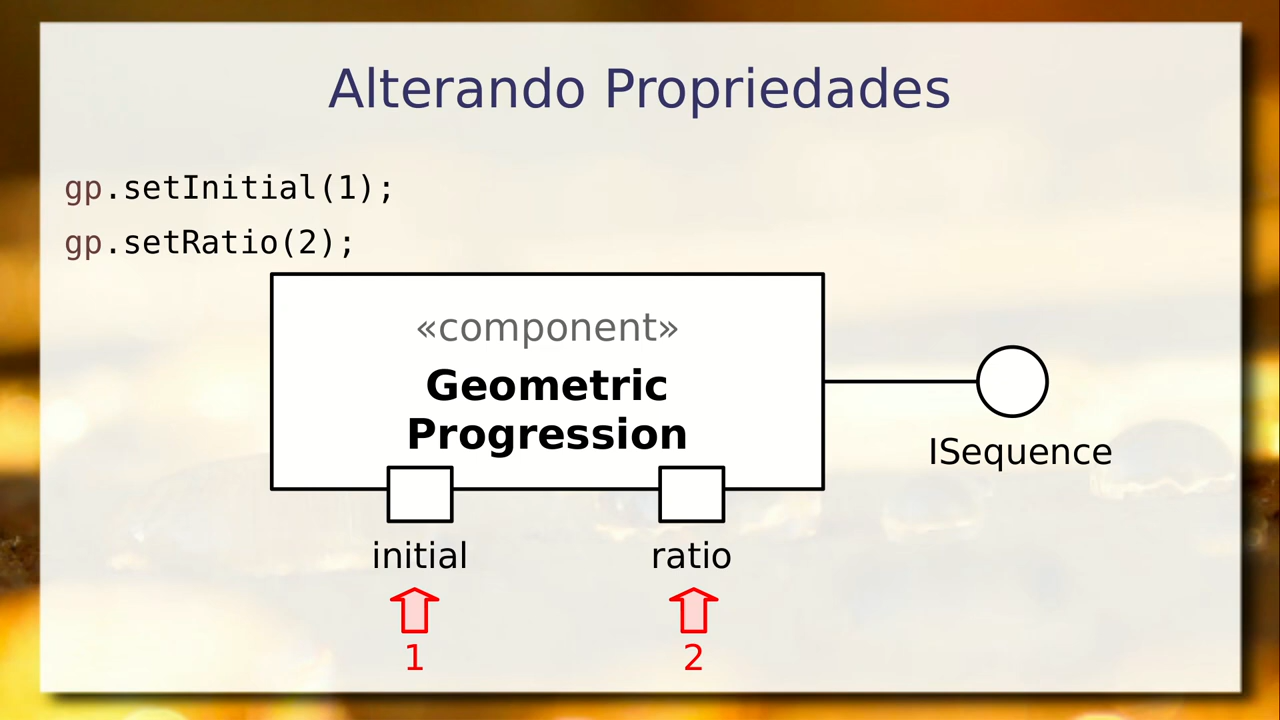 Alterando Propriedades
gp.setInitial(1);
gp.setRatio(2);
«component»
Geometric
Progression
ISequence
initial
ratio
1
2